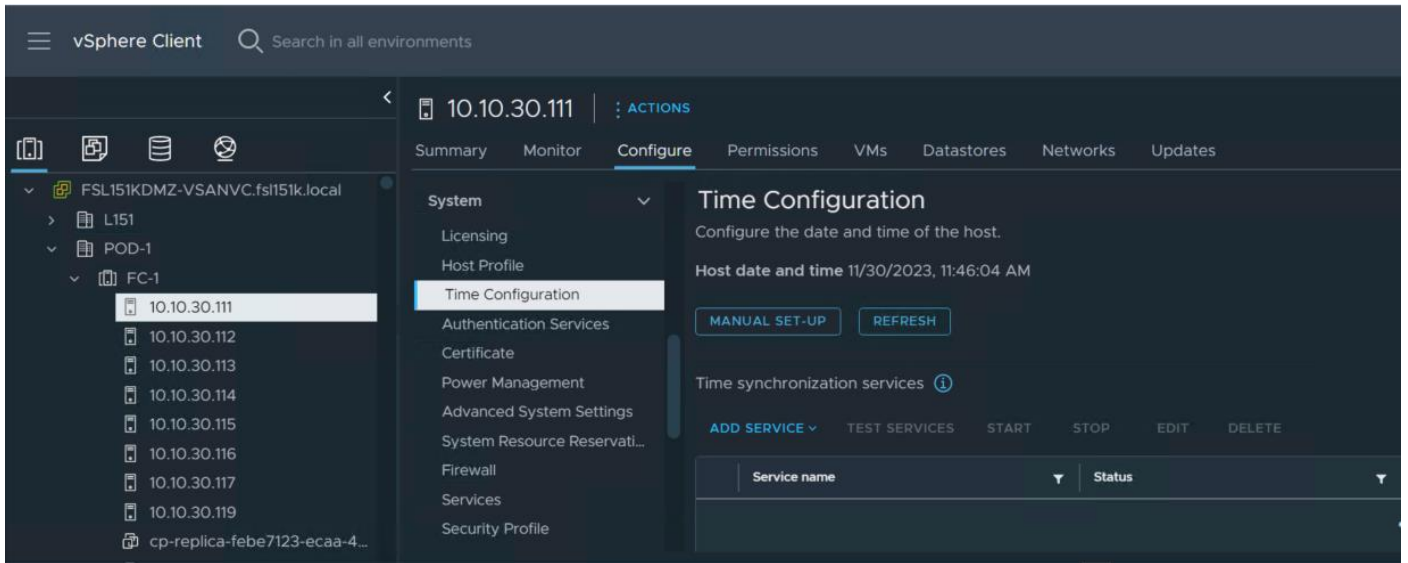 vSphere Client
Search in all environments
FSL151KDMZ-VSANVC.fsl151k.local
L151
POD-1
FC-1
10.10.30.111
10.10.30.112
10.10.30.113
10.10.30.114
10.10.30.115
10.10.30.116
10.10.30.117
10.10.30.119
cp-replica-febe7123-ecaa-4...
10.10.30.111
ACTIONS
Summary Monitor Configure Permissions VMs Datastores Networks Updates
System
Licensing
Host Profile
Time Configuration
Authentication Services
Certificate
Power Management
Advanced System Settings
System Resource Reservati...
Firewall
Services
Security Profile
Time Configuration
Configure the date and time of the host.
Host date and time 11/30/2023, 11:46:04 AM
MANUAL SET-UP REFRESH
Time synchronization services
ADD SERVICE TEST SERVICES START STOP EDIT DELETE
Service name Status